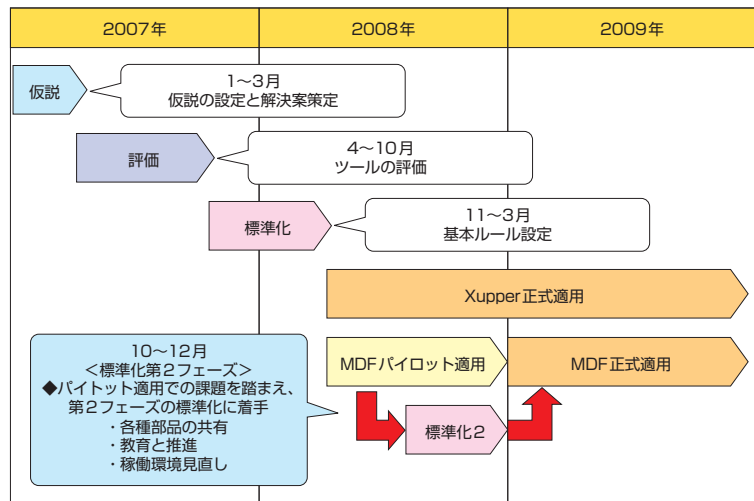 2007年
2008年
2009年
仮説
1～3月
仮説の設定と解決案策定
評価
4～10月
ツールの評価
標準化
11～3月
基本ルール設定
Xupper正式適用
10～12月
＜標準化第2フェーズ＞
◆パイトット適用での課題を踏まえ、
第2フェーズの標準化に着手
・各種部品の共有
・教育と推進
・稼働環境見直し
MDFパイロット適用
MDF正式適用
標準化2